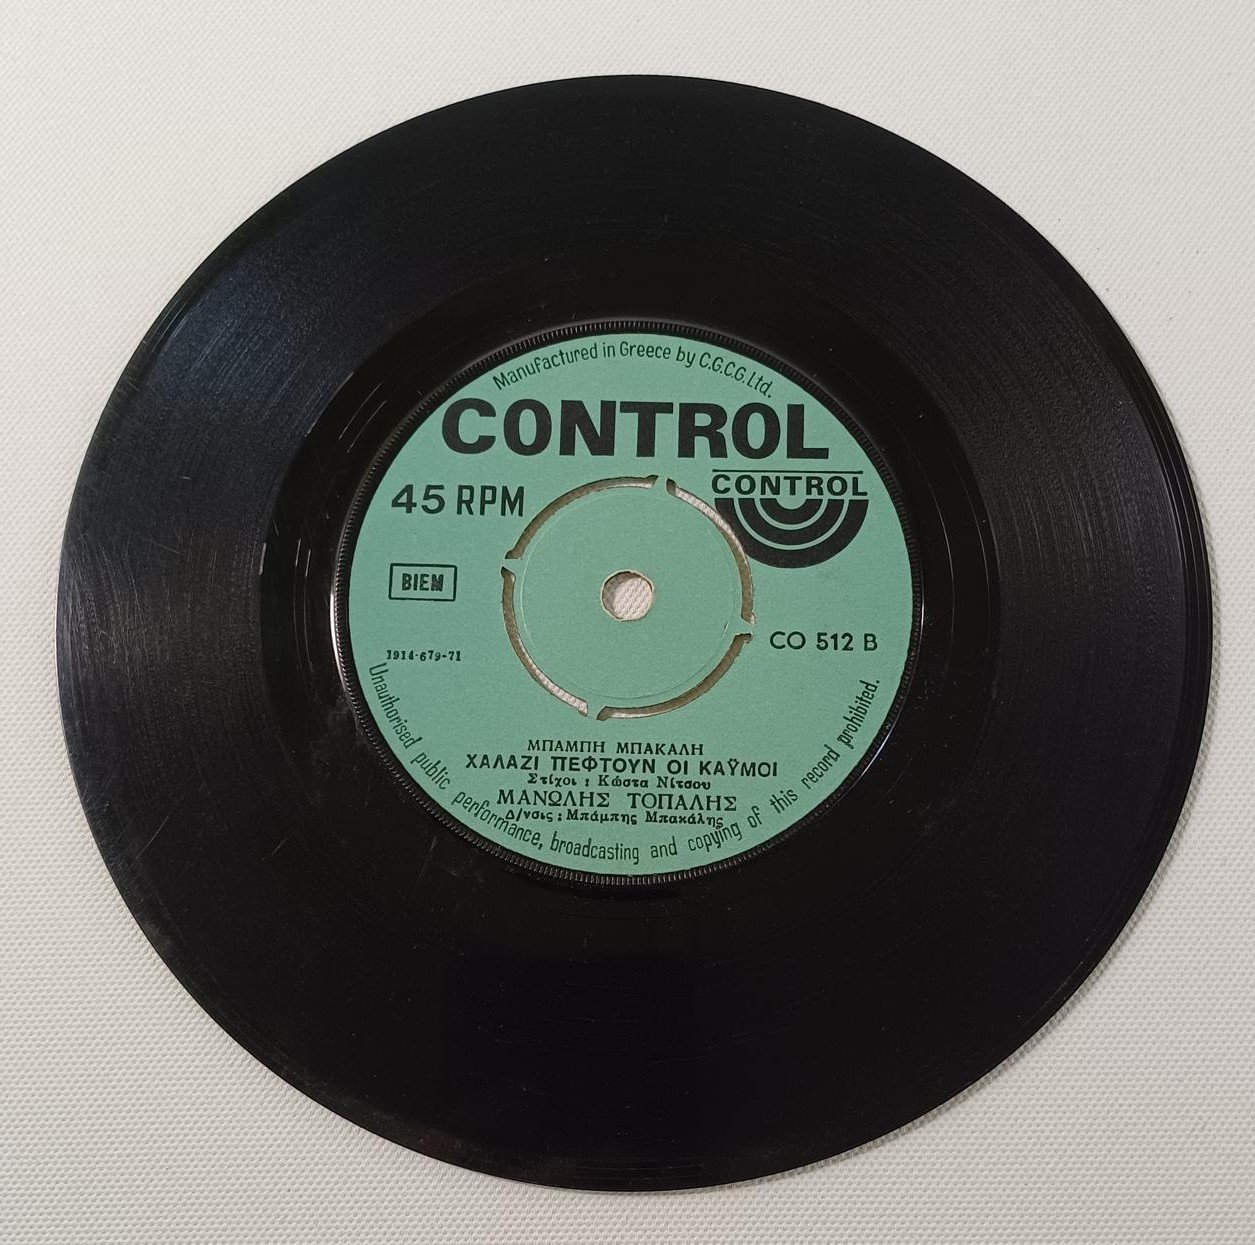 Manufactured in Greece by C.G.C.G. Ltd.
CONTROL
CONTROL
45 RPM
BIEM
CO 512 B
1914-679-71
ΜΠΑΜΠΗ ΜΠΑΚΑΛΗ
ΧΑΛΑΖΙ ΠΕΦΤΟΥΝ ΟΙ ΚΑΫΜΟΙ
Στίχοι : Κώστα Νίτσου
ΜΑΝΩΛΗΣ ΤΟΠΑΛΗΣ
Δ/νσις : Μπάμπης Μπακάλης
Unauthorised public performance, broadcasting and copying of this record prohibited.